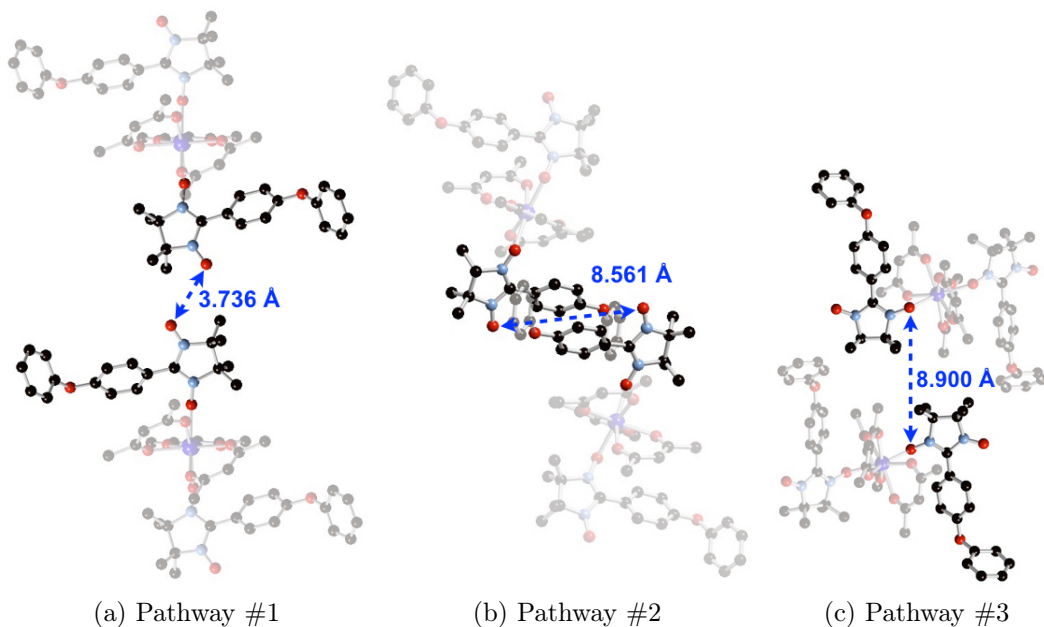 3.736 Å
8.561 Å
8.900 Å
(a) Pathway #1
(b) Pathway #2
(c) Pathway #3